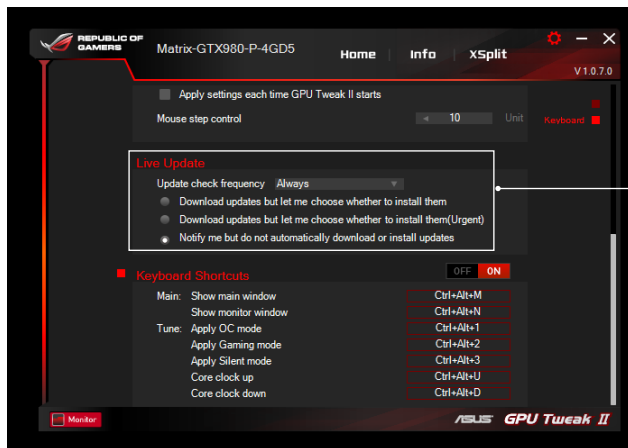 REPUBLIC OF
GAMERS
Matrix-GTX980-P-4GD5
Home
Info
XSplit
V1.0.7.0
Apply settings each time GPU Tweak II starts
Mouse step control
10
Unit
Keyboard
Live Update
Update check frequency Always
Download updates but let me choose whether to install them
Download updates but let me choose whether to install them(Urgent)
Notify me but do not automatically download or install updates
Keyboard Shortcuts
OFF ON
Main: Show main window Ctrl+Alt+M
Show monitor window Ctrl+Alt+N
Tune: Apply OC mode Ctrl+Alt+1
Apply Gaming mode Ctrl+Alt+2
Apply Silent mode Ctrl+Alt+3
Core clock up Ctrl+Alt+U
Core clock down Ctrl+Alt+D
Monitor
ASUS GPU Tweak II